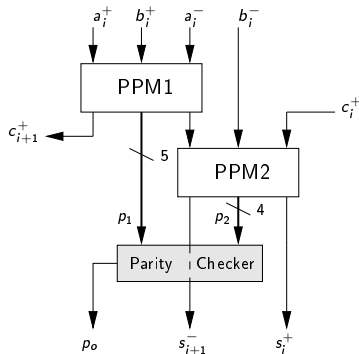 a_i^+ b_i^+ a_i^- b_i^-
PPM1
c_i^+
c_{i+1}^+
5
PPM2
p_1 p_2 4
Parity Checker
p_o s_{i+1}^- s_i^+